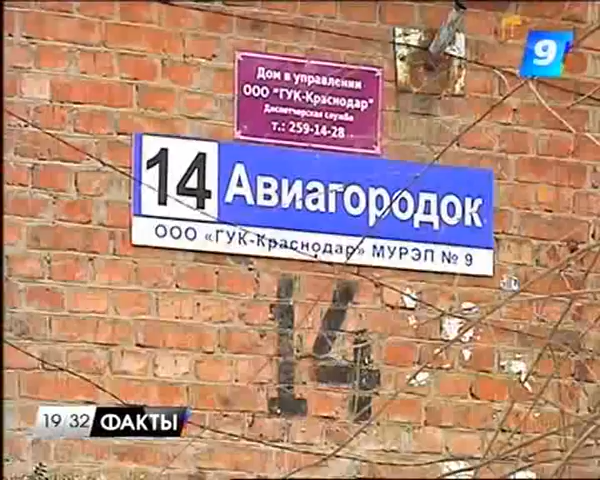 9
Дом в управлении
ООО "ГУК-Краснодар"
Диспетчерская служба
т.: 259-14-28
14 Авиагородок
ООО «ГУК-Краснодар» МУРЭП № 9
14
19 32 ФАКТЫ